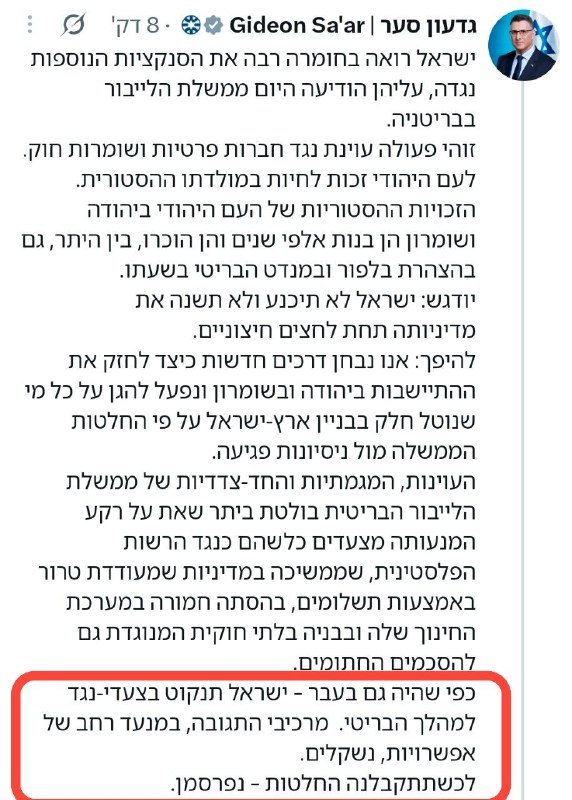 גדעון סער | Gideon Sa'ar · 8 דק'
ישראל רואה בחומרה רבה את הסנקציות הנוספות
נגדה, עליהן הודיעה היום ממשלת הלייבור
בבריטניה.
זוהי פעולה עוינת נגד חברות פרטיות ושומרות חוק.
לעם היהודי זכות לחיות במולדתו ההסטורית.
הזכויות ההסטוריות של העם היהודי ביהודה
ושומרון הן בנות אלפי שנים והן הוכרו, בין היתר, גם
בהצהרת בלפור ובמנדט הבריטי בשעתו.
יודגש: ישראל לא תיכנע ולא תשנה את
מדיניותה תחת לחצים חיצוניים.
להיפך: אנו נבחן דרכים חדשות כיצד לחזק את
ההתיישבות ביהודה ובשומרון ונפעל להגן על כל מי
שנוטל חלק בבניין ארץ-ישראל על פי החלטות
הממשלה מול ניסיונות פגיעה.
העוינות, המגמתיות והחד-צדדיות של ממשלת
הלייבור הבריטית בולטת ביתר שאת על רקע
המנעותה מצעדים כלשהם כנגד הרשות
הפלסטינית, שממשיכה במדיניות שמעודדת טרור
באמצעות תשלומים, בהסתה חמורה במערכת
החינוך שלה ובבניה בלתי חוקית המנוגדת גם
להסכמים החתומים.
כפי שהיה גם בעבר – ישראל תנקוט בצעדי-נגד
למהלך הבריטי. מרכיבי התגובה, במנעד רחב של
אפשרויות, נשקלים.
לכשתתקבלנה החלטות – נפרסמן.